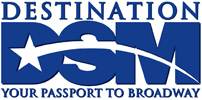 DESTINATION
DSM
YOUR PASSPORT TO BROADWAY